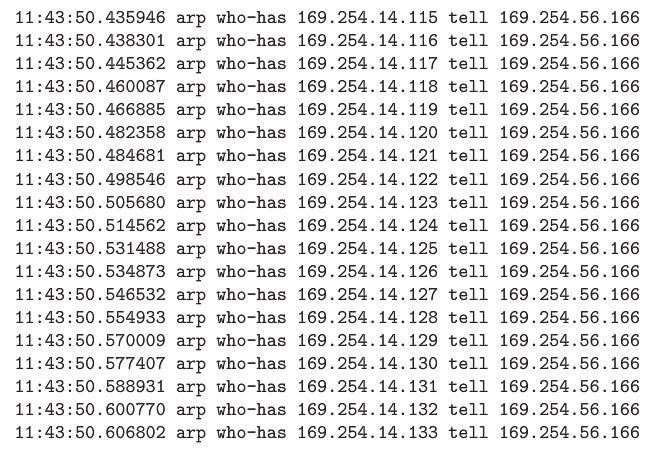 11:43:50.435946 arp who-has 169.254.14.115 tell 169.254.56.166
11:43:50.438301 arp who-has 169.254.14.116 tell 169.254.56.166
11:43:50.445362 arp who-has 169.254.14.117 tell 169.254.56.166
11:43:50.460087 arp who-has 169.254.14.118 tell 169.254.56.166
11:43:50.466885 arp who-has 169.254.14.119 tell 169.254.56.166
11:43:50.482358 arp who-has 169.254.14.120 tell 169.254.56.166
11:43:50.484681 arp who-has 169.254.14.121 tell 169.254.56.166
11:43:50.498546 arp who-has 169.254.14.122 tell 169.254.56.166
11:43:50.505680 arp who-has 169.254.14.123 tell 169.254.56.166
11:43:50.514562 arp who-has 169.254.14.124 tell 169.254.56.166
11:43:50.531488 arp who-has 169.254.14.125 tell 169.254.56.166
11:43:50.534873 arp who-has 169.254.14.126 tell 169.254.56.166
11:43:50.546532 arp who-has 169.254.14.127 tell 169.254.56.166
11:43:50.554933 arp who-has 169.254.14.128 tell 169.254.56.166
11:43:50.570009 arp who-has 169.254.14.129 tell 169.254.56.166
11:43:50.577407 arp who-has 169.254.14.130 tell 169.254.56.166
11:43:50.588931 arp who-has 169.254.14.131 tell 169.254.56.166
11:43:50.600770 arp who-has 169.254.14.132 tell 169.254.56.166
11:43:50.606802 arp who-has 169.254.14.133 tell 169.254.56.166